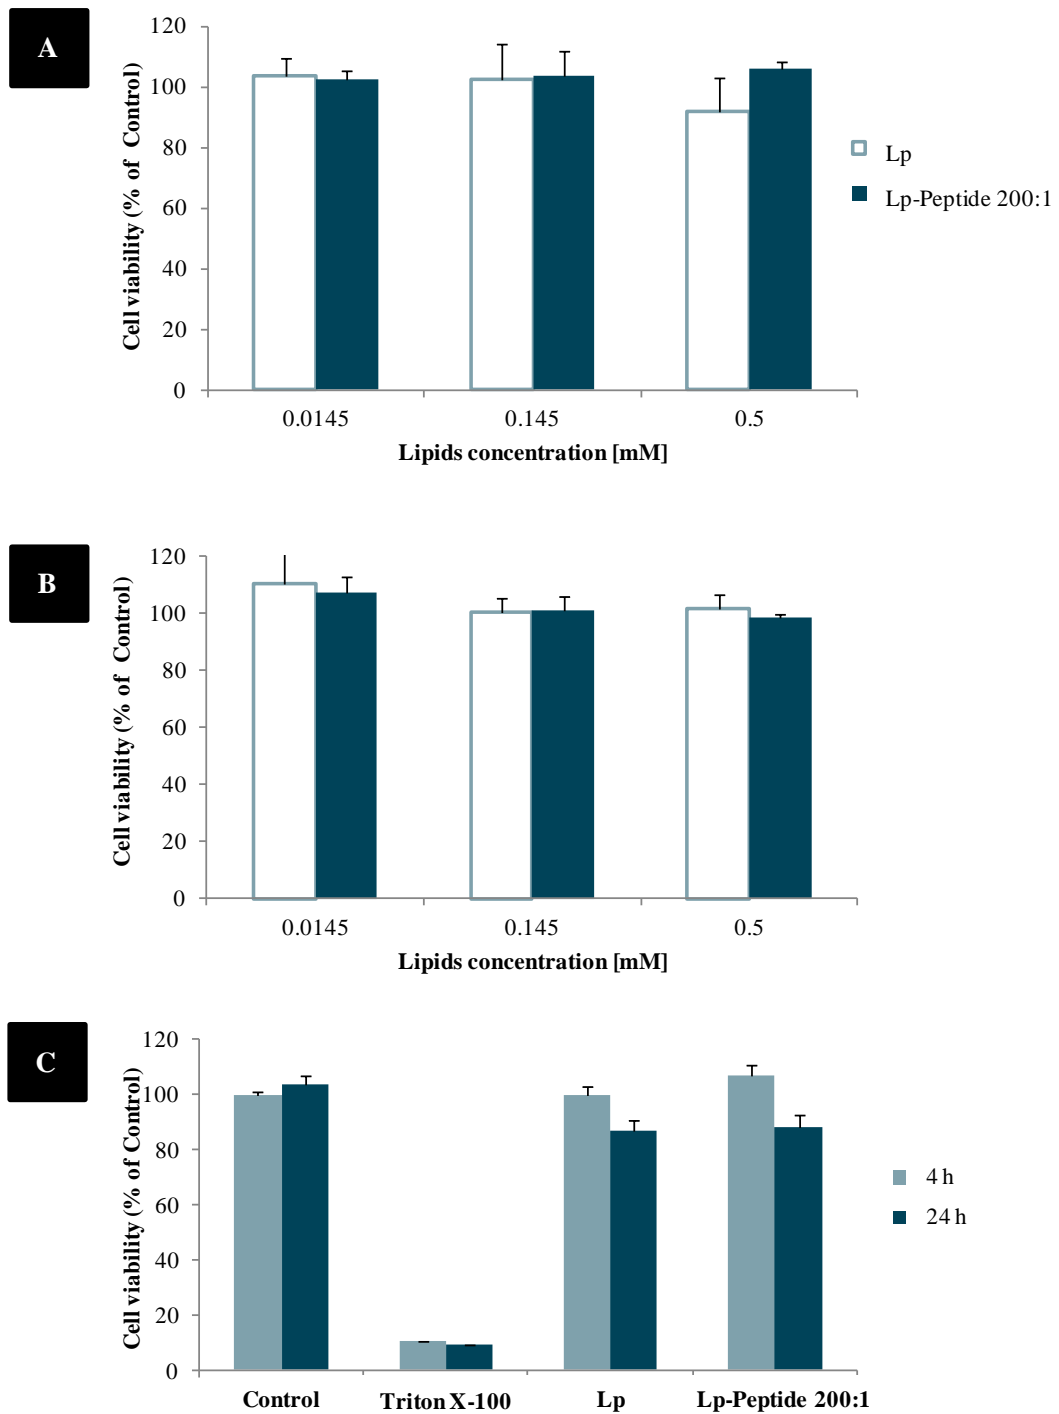 A
Cell viability (% of Control)
120
100
80
60
40
20
0
0.0145 0.145 0.5
Lipids concentration [mM]
Lp
Lp-Peptide 200:1
B
Cell viability (% of Control)
120
100
80
60
40
20
0
0.0145 0.145 0.5
Lipids concentration [mM]
C
Cell viability (% of Control)
120
100
80
60
40
20
0
Control Triton X-100 Lp Lp-Peptide 200:1
4 h
24 h